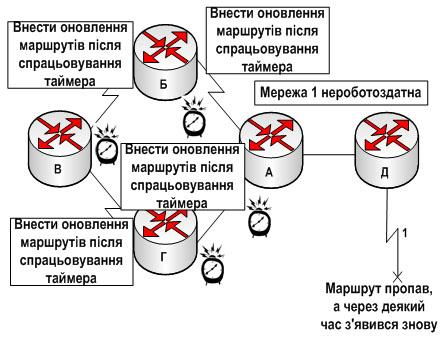 Внести оновлення
маршрутів після
спрацьовування
таймера
Внести оновлення
маршрутів після
спрацьовування
таймера
Б
Мережа 1 нероботоздатна
В
Внести оновлення
маршрутів після
спрацьовування
таймера
А
Д
Внести оновлення
маршрутів після
спрацьовування
таймера
Г
1
Маршрут пропав,
а через деякий
час з'явився знову